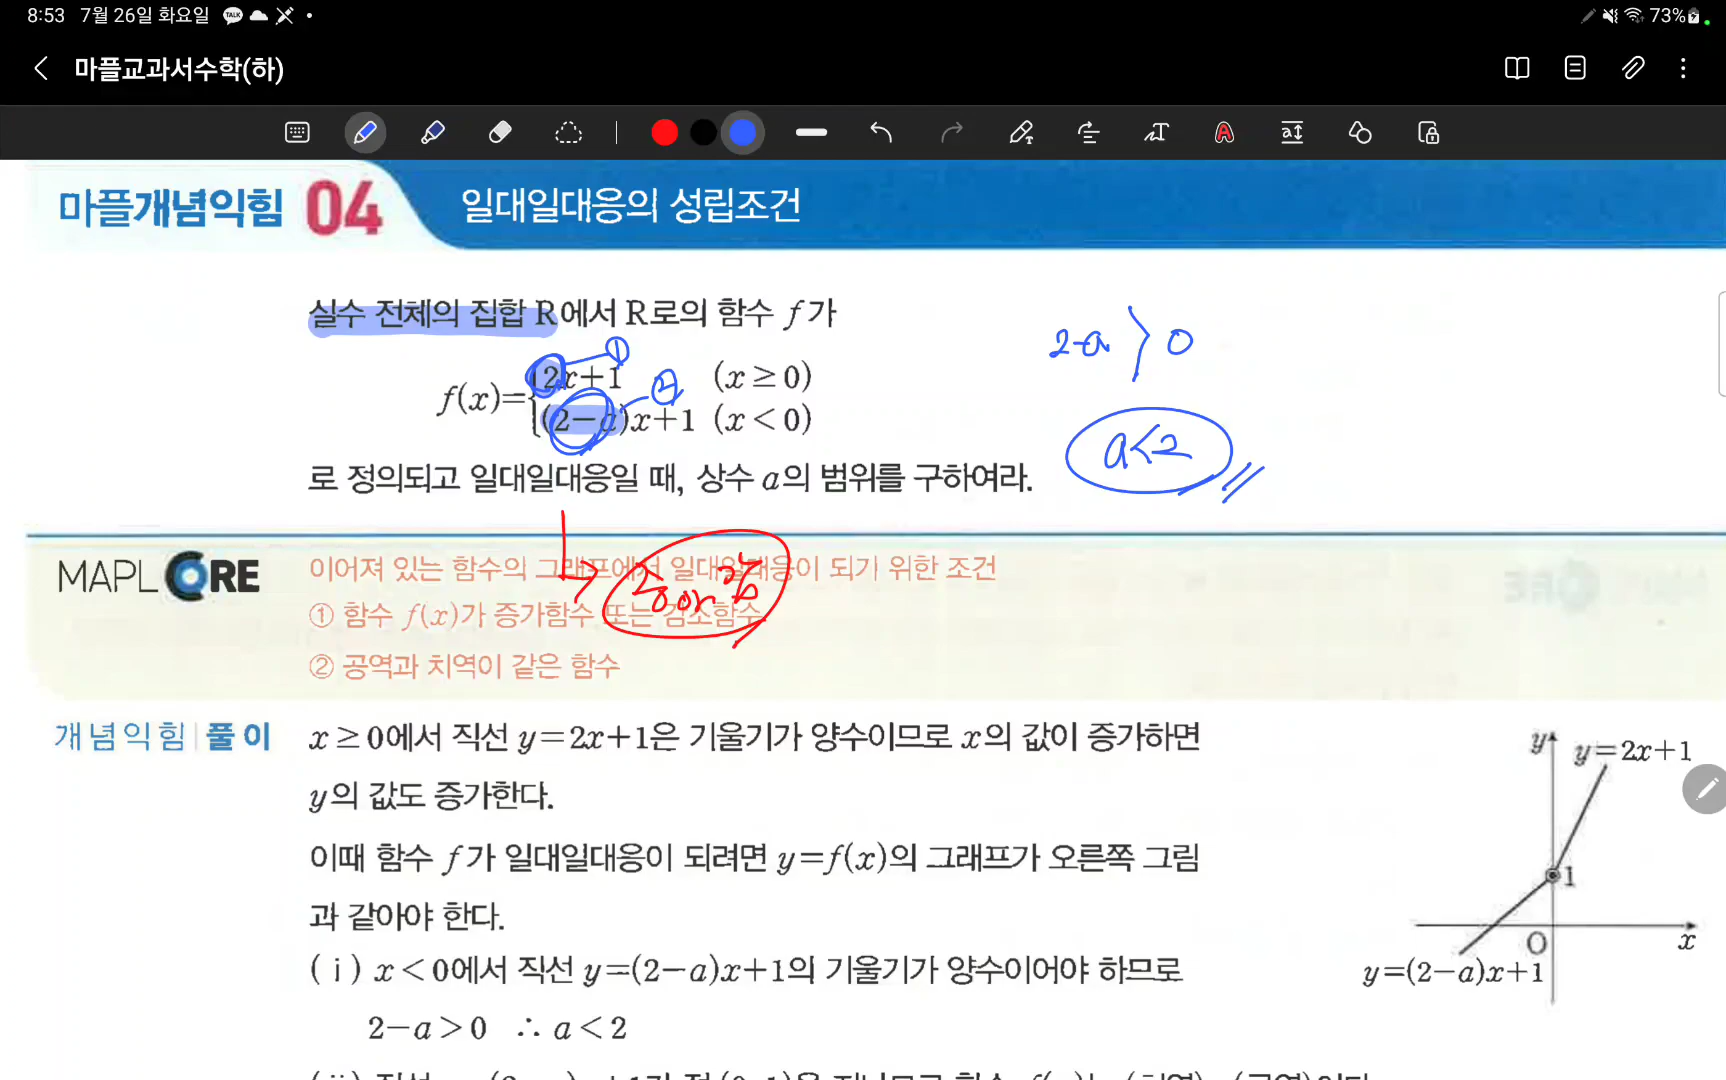 8:53 7월 26일 화요일 73%
마플교과서수학(하)
마플개념익힘 04 일대일대응의 성립조건
실수 전체의 집합 R에서 R로의 함수 f가
2-a > 0
①
f(x)={2x+1 (x≥0)
②
(2-a)x+1 (x<0)
a<2
로 정의되고 일대일대응일 때, 상수 a의 범위를 구하여라.
MAPL CORE 이어져 있는 함수의 그래프에서 일대일대응이 되기 위한 조건
증 or 감
① 함수 f(x)가 증가함수 또는 감소함수
② 공역과 치역이 같은 함수
개념익힘 | 풀이 x≥0에서 직선 y=2x+1은 기울기가 양수이므로 x의 값이 증가하면
y의 값도 증가한다.
이때 함수 f가 일대일대응이 되려면 y=f(x)의 그래프가 오른쪽 그림
과 같아야 한다.
(i) x<0에서 직선 y=(2-a)x+1의 기울기가 양수이어야 하므로
2-a>0 ∴ a<2
y y=2x+1
1
O x
y=(2-a)x+1